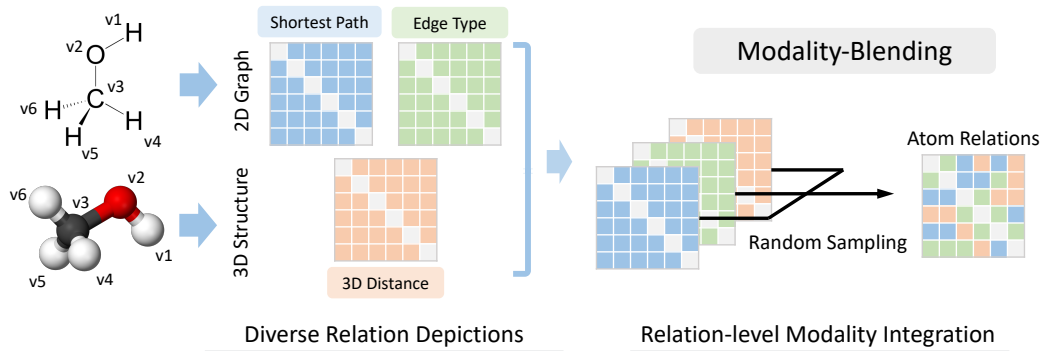 v1
H
v2
O
v3
C
v6
H
H
v4
H
v5
v2
v3
v6
v1
v5
v4
Shortest Path
Edge Type
2D Graph
3D Structure
3D Distance
Diverse Relation Depictions
Modality-Blending
Atom Relations
Random Sampling
Relation-level Modality Integration